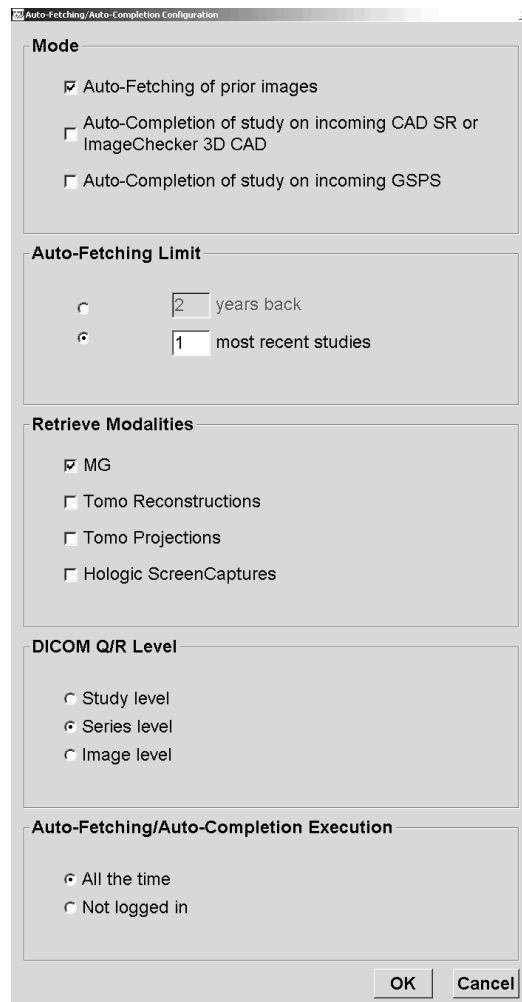 Auto-Fetching/Auto-Completion Configuration
Mode
Auto-Fetching of prior images
Auto-Completion of study on incoming CAD SR or
ImageChecker 3D CAD
Auto-Completion of study on incoming GSPS
Auto-Fetching Limit
2 years back
1 most recent studies
Retrieve Modalities
MG
Tomo Reconstructions
Tomo Projections
Hologic ScreenCaptures
DICOM Q/R Level
Study level
Series level
Image level
Auto-Fetching/Auto-Completion Execution
All the time
Not logged in
OK Cancel